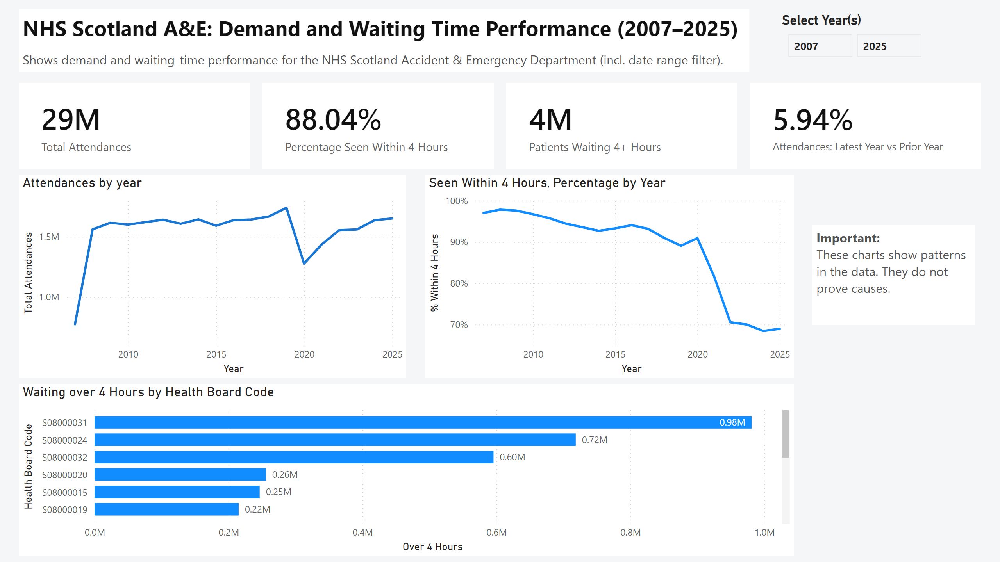 NHS Scotland A&E: Demand and Waiting Time Performance (2007–2025)
Shows demand and waiting-time performance for the NHS Scotland Accident & Emergency Department (incl. date range filter).
Select Year(s)
2007
2025
29M
Total Attendances
88.04%
Percentage Seen Within 4 Hours
4M
Patients Waiting 4+ Hours
5.94%
Attendances: Latest Year vs Prior Year
Attendances by year
Total Attendances
1.5M
1.0M
2010
2015
2020
2025
Year
Seen Within 4 Hours, Percentage by Year
% Within 4 Hours
100%
90%
80%
70%
2010
2015
2020
2025
Year
Important:
These charts show patterns
in the data. They do not
prove causes.
Waiting over 4 Hours by Health Board Code
Health Board Code
S08000031
0.98M
S08000024
0.72M
S08000032
0.60M
S08000020
0.26M
S08000015
0.25M
S08000019
0.22M
0.0M
0.2M
0.4M
0.6M
0.8M
1.0M
Over 4 Hours